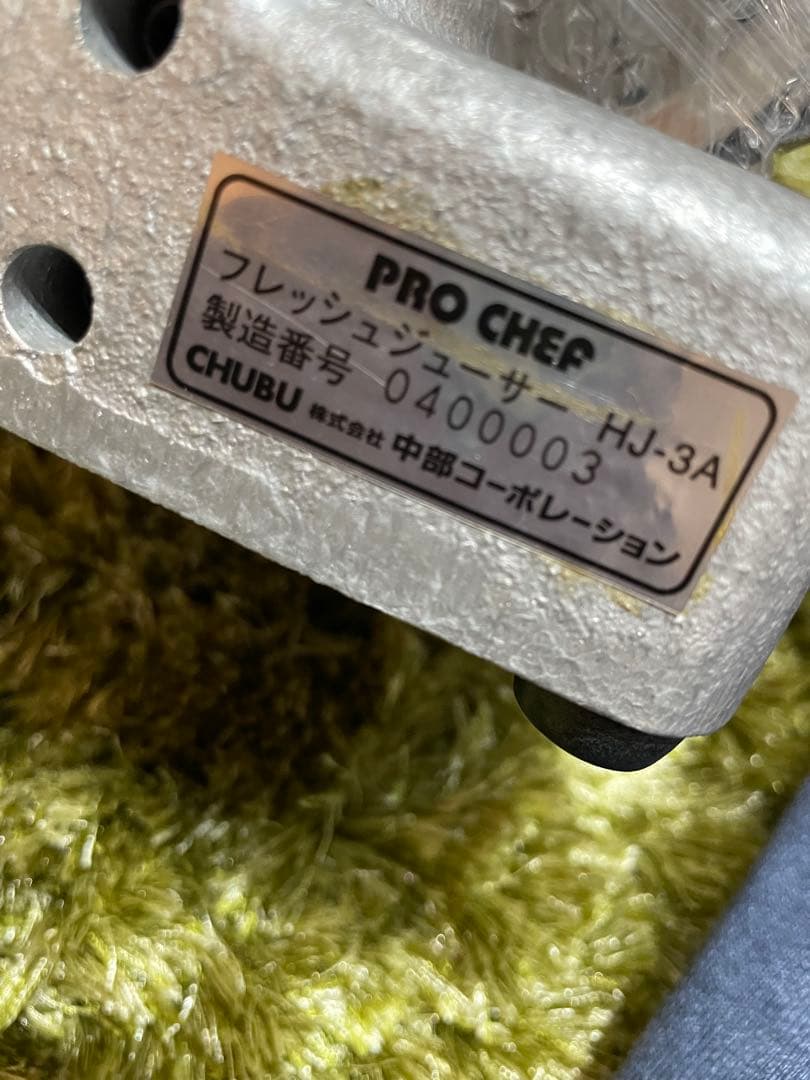 PRO CHEF
フレッシュジューサー HJ-3A
製造番号 0400003
CHUBU 株式会社 中部コーポレーション